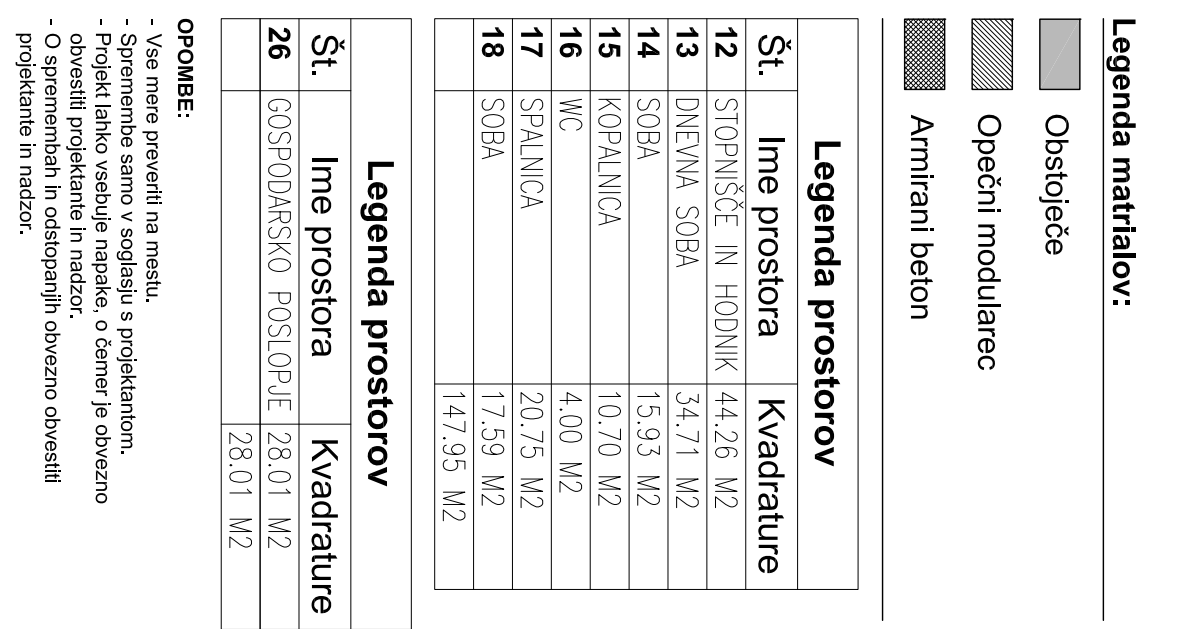 Legenda matrialov:
Obstoječe
Opečni modularec
Armirani beton
Legenda prostorov
Št. Ime prostora Kvadrature
12 STOPNIŠČE IN HODNIK 44.26 M2
13 DNEVNA SOBA 34.71 M2
14 SOBA 15.93 M2
15 KOPALNICA 10.70 M2
16 WC 4.00 M2
17 SPALNICA 20.75 M2
18 SOBA 17.59 M2
147.95 M2
Legenda prostorov
Št. Ime prostora Kvadrature
26 GOSPODARSKO POSLOPJE 28.01 M2
28.01 M2
OPOMBE:
- Vse mere preveriti na mestu.
- Spremembe samo v soglasju s projektantom.
- Projekt lahko vsebuje napake, o čemer je obvezno
obvestiti projektante in nadzor.
- O spremembah in odstopanjih obvezno obvestiti
projektante in nadzor.